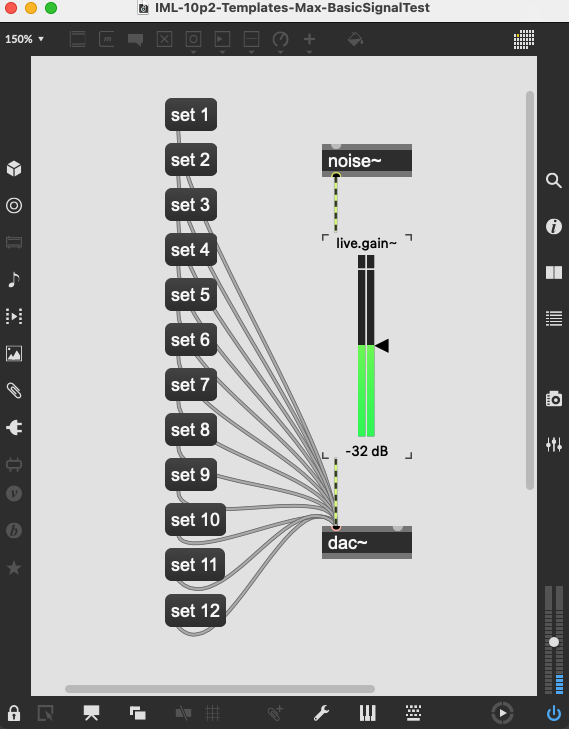 IML-10p2-Templates-Max-BasicSignalTest
150%
set 1
set 2
set 3
set 4
set 5
set 6
set 7
set 8
set 9
set 10
set 11
set 12
noise~
live.gain~
-32 dB
dac~